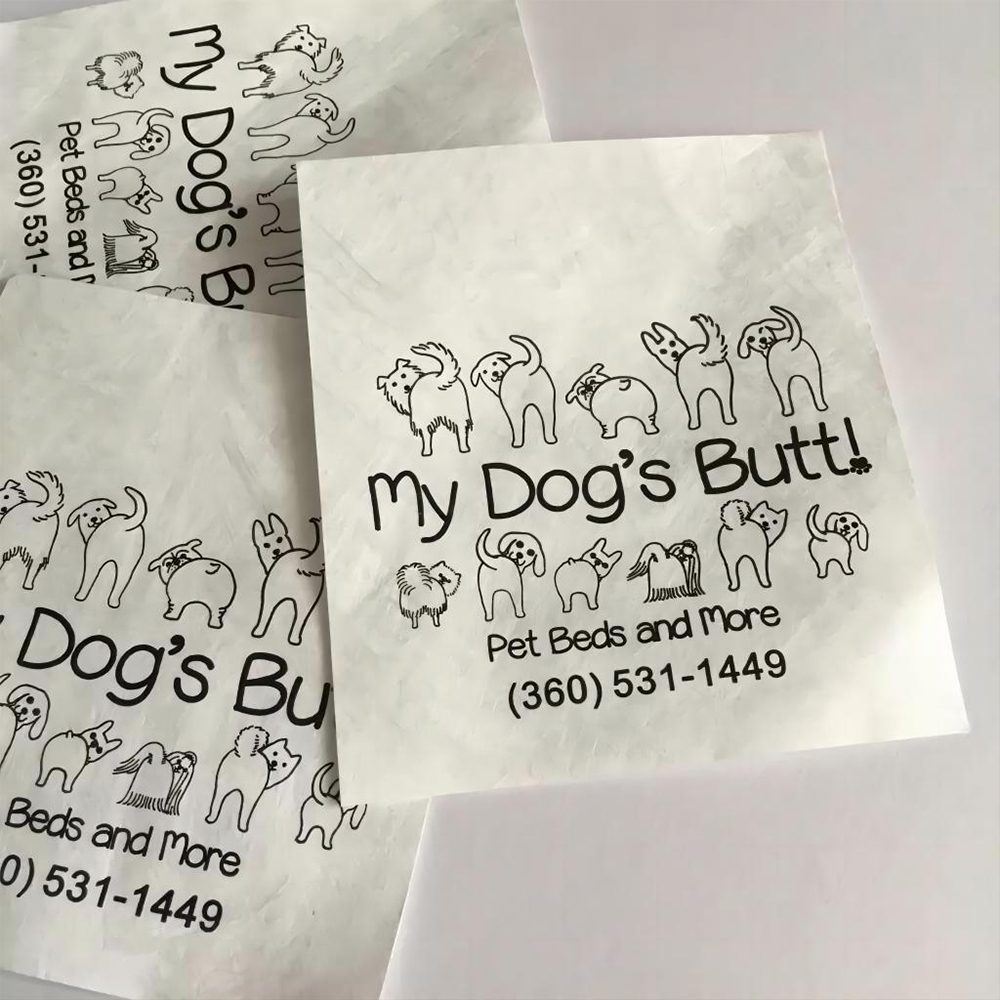 My Dog's Butt!
Pet Beds and More
(360) 531-1449
My Dog's Bu
Pet Beds and
(360) 531-
Dog's Bu
Beds and More
0) 531-1449